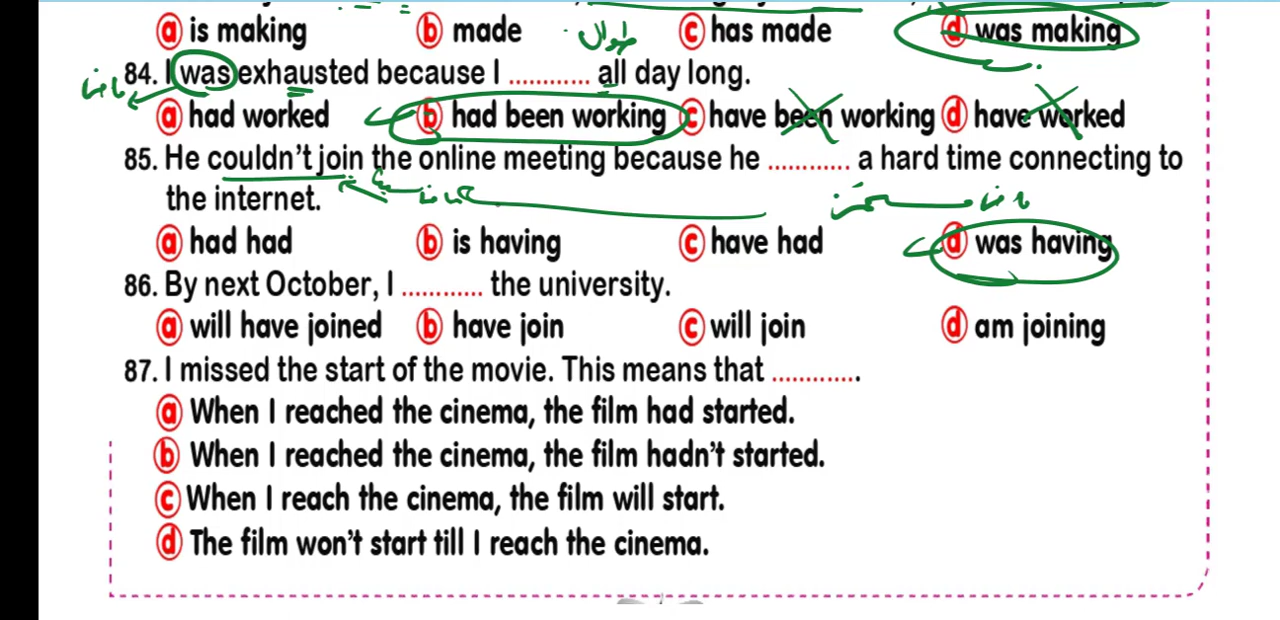 a is making b made c has made d was making
طوال
84. I was exhausted because I ............ all day long.
a had worked b had been working c have been working d have worked
85. He couldn't join the online meeting because he ............ a hard time connecting to
the internet.
a had had b is having c have had d was having
86. By next October, I ............ the university.
a will have joined b have join c will join d am joining
87. I missed the start of the movie. This means that .............
a When I reached the cinema, the film had started.
b When I reached the cinema, the film hadn't started.
c When I reach the cinema, the film will start.
d The film won't start till I reach the cinema.